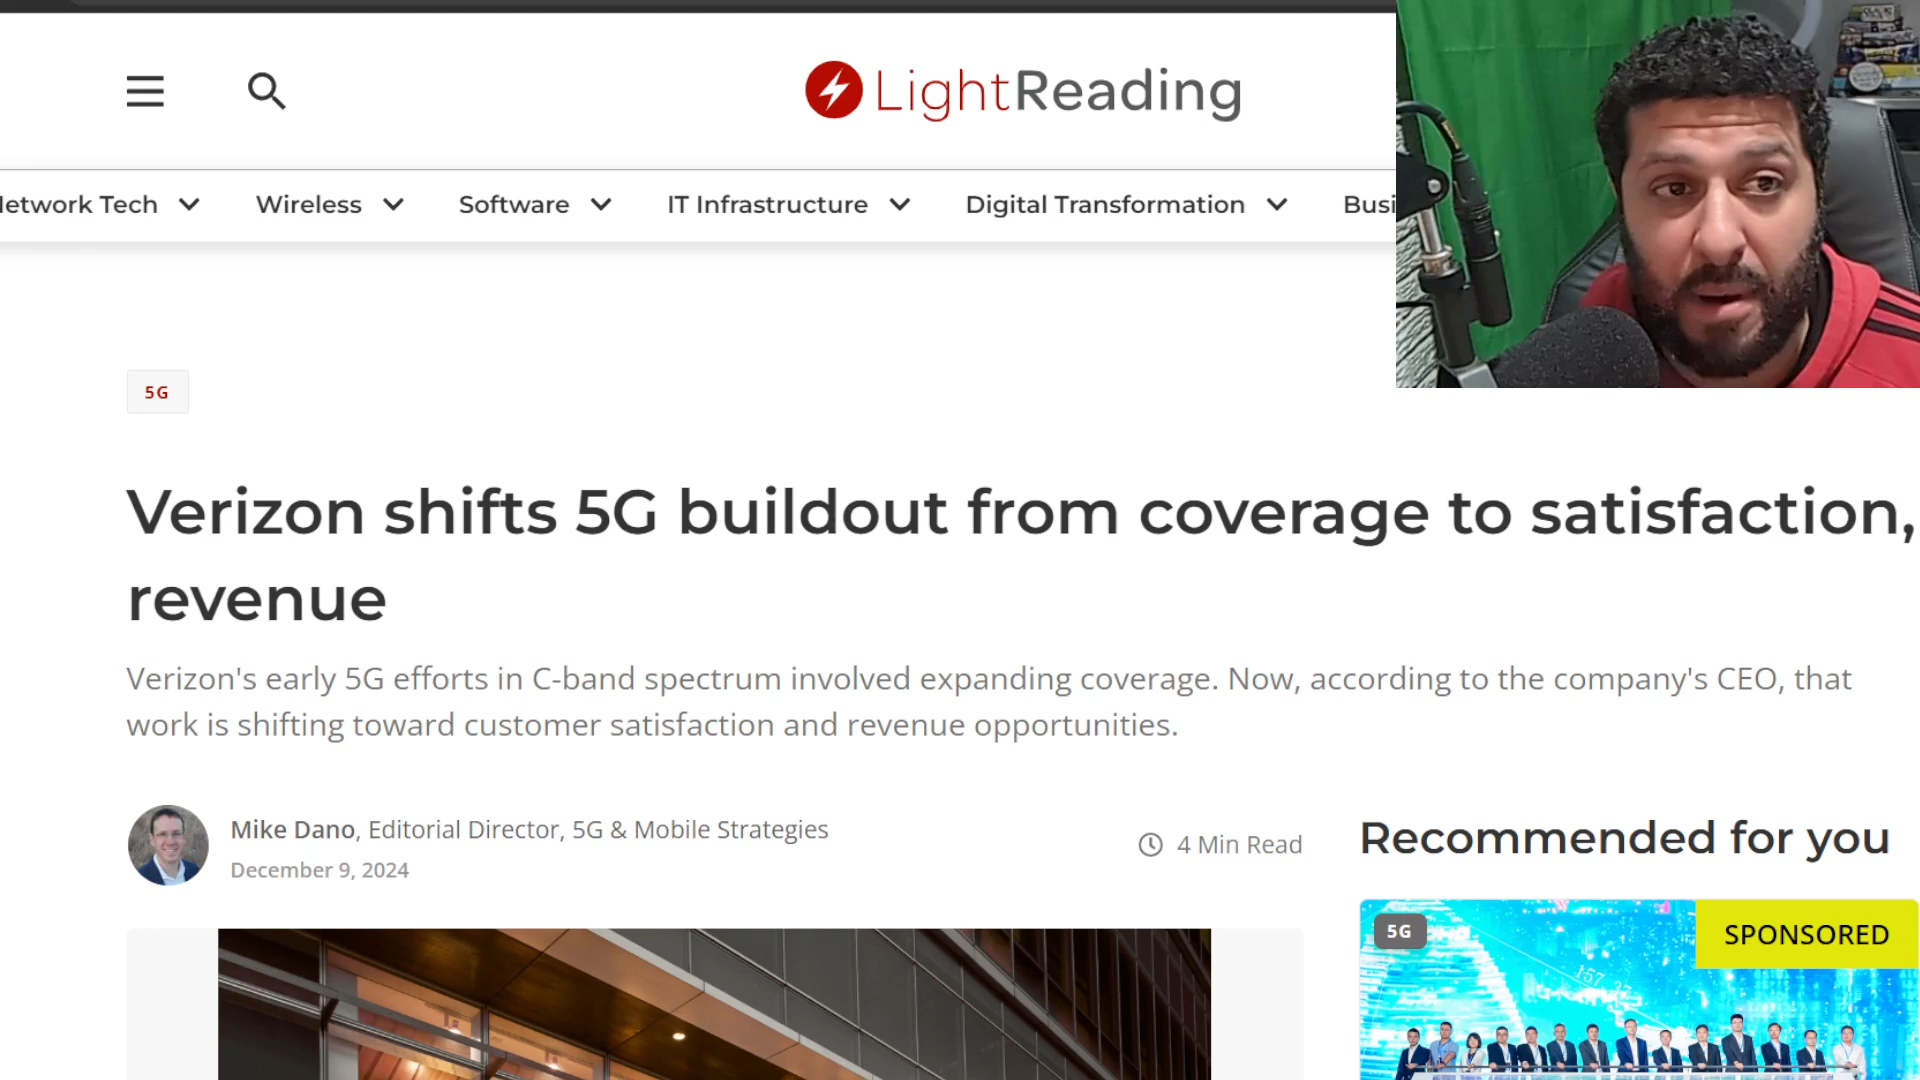 LightReading
Network Tech
Wireless
Software
IT Infrastructure
Digital Transformation
Busi
5G
Verizon shifts 5G buildout from coverage to satisfaction,
revenue
Verizon's early 5G efforts in C-band spectrum involved expanding coverage. Now, according to the company's CEO, that
work is shifting toward customer satisfaction and revenue opportunities.
Mike Dano, Editorial Director, 5G & Mobile Strategies
December 9, 2024
4 Min Read
Recommended for you
5G
SPONSORED
157